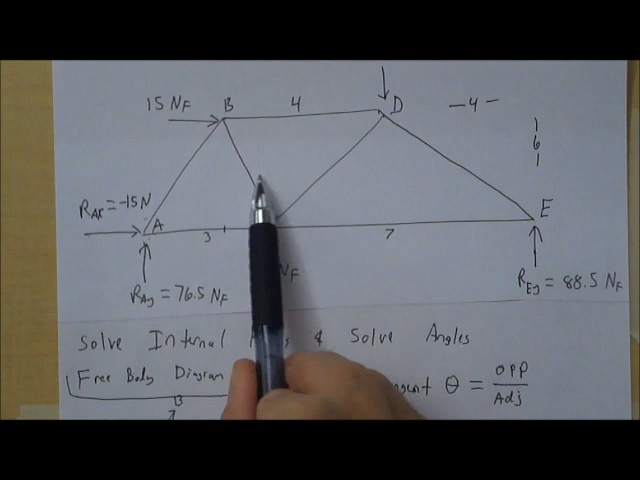 15 NF B 4 D —4—
6
RAx = -15N A E
3 7
NF
RAy = 76.5 NF REy = 88.5 NF
Solve Internal & Solve Angles
Free Body Diagram θ = opp
Adj
B